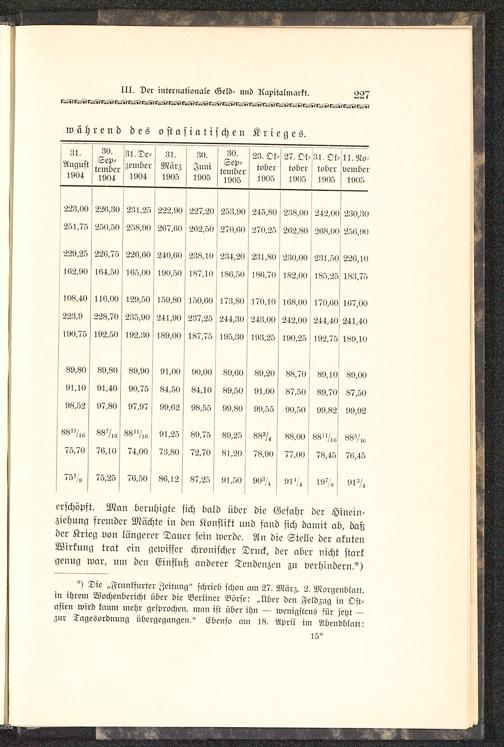 III. Der internationale Geld- und Kapitalmarkt. 227
während des ostasiatischen Krieges.
31. August 1904 30. September 1904 31. Dezember 1904 31. März 1905 30. Juni 1905 30. September 1905 23. Oktober 1905 27. Oktober 1905 31. Oktober 1905 11. November 1905
223,00 226,30 231,25 222,90 227,20 253,90 245,80 238,00 242,00 230,30
251,75 250,50 258,90 267,60 262,50 270,60 270,25 262,80 268,00 256,90
229,25 226,75 226,60 240,60 238,10 234,20 231,80 230,00 231,50 226,10
162,90 164,50 165,00 190,50 187,10 186,50 186,70 182,00 185,25 183,75
108,40 116,00 129,50 159,80 150,60 173,80 170,10 168,00 170,60 167,00
223,9 228,70 235,90 241,90 237,25 244,30 243,00 242,00 244,40 241,40
190,75 192,50 192,30 189,00 187,75 195,30 193,25 190,25 192,75 189,10
89,80 89,80 89,90 91,00 90,00 89,60 89,20 88,70 89,10 89,00
91,10 91,40 90,75 84,50 84,10 89,50 91,00 87,50 89,70 87,50
98,52 97,80 97,97 99,62 98,55 99,80 99,55 90,50 99,82 99,92
88¹¹/₁₆ 88⁷/₁₆ 88¹¹/₁₆ 91,25 89,75 89,25 88³/₄ 88,00 88¹¹/₁₆ 88⁵/₁₆
75,70 76,10 74,00 73,80 72,70 81,20 78,90 77,00 78,45 76,45
75¹/₈ 75,25 76,50 86,12 87,25 91,50 90³/₄ 91¹/₄ 19⁷/₈ 91³/₄
erschöpft. Man beruhigte sich bald über die Gefahr der Hinein-
ziehung fremder Mächte in den Konflikt und fand sich damit ab, daß
der Krieg von längerer Dauer sein werde. An die Stelle der akuten
Wirkung trat ein gewisser chronischer Druck, der aber nicht stark
genug war, um den Einfluß anderer Tendenzen zu verhindern.*)
*) Die „Frankfurter Zeitung“ schrieb schon am 27. März, 2. Morgenblatt,
in ihrem Wochenbericht über die Berliner Börse: „Über den Feldzug in Ost-
asien wird kaum mehr gesprochen, man ist über ihn — wenigstens für jetzt —
zur Tagesordnung übergegangen.“ Ebenso am 18. April im Abendblatt:
15*